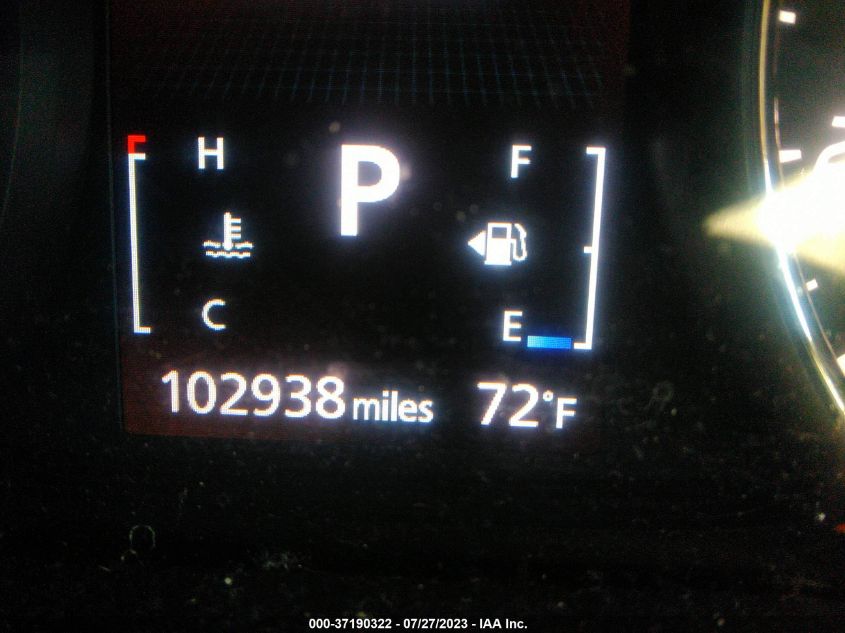 H P F
C E
102938 miles 72°F
000-37190322 - 07/27/2023 - IAA Inc.